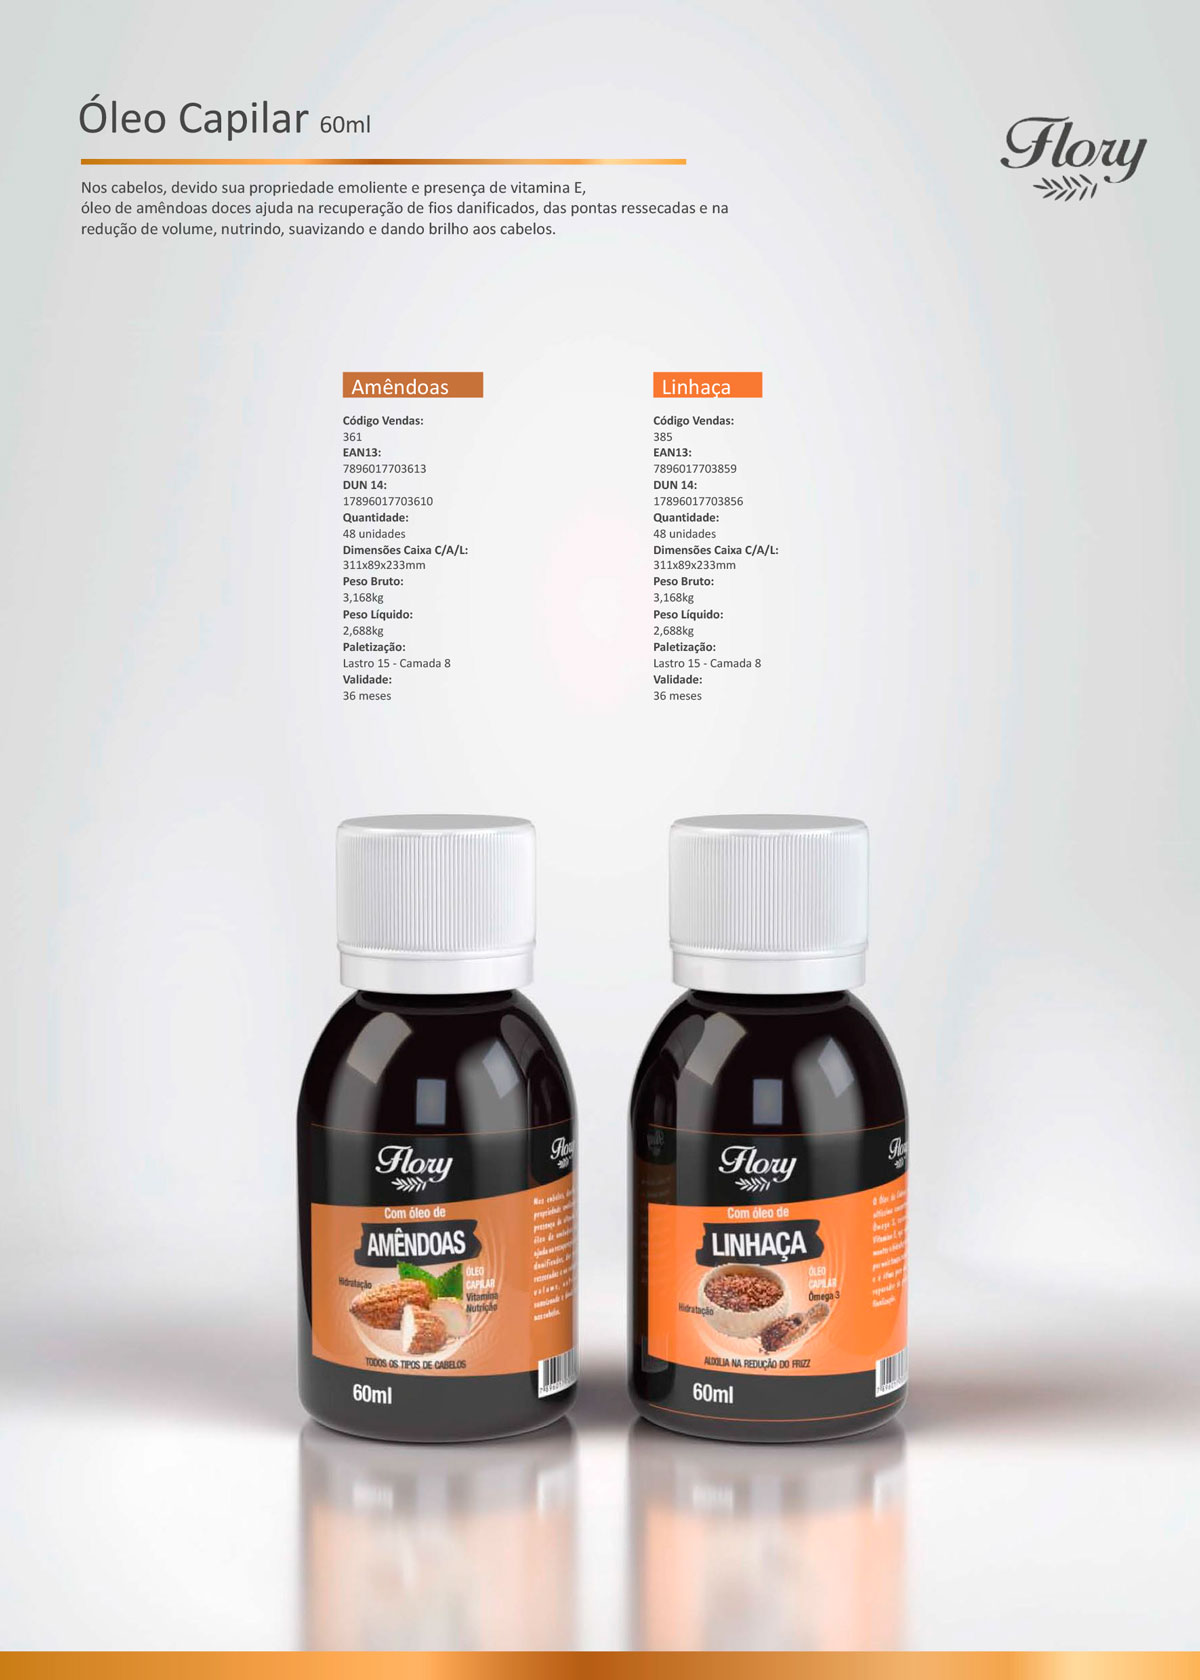 Óleo Capilar 60ml
Flory
Nos cabelos, devido sua propriedade emoliente e presença de vitamina E,
óleo de amêndoas doces ajuda na recuperação de fios danificados, das pontas ressecadas e na
redução de volume, nutrindo, suavizando e dando brilho aos cabelos.
Amêndoas
Código Vendas:
361
EAN13:
7896017703613
DUN 14:
17896017703610
Quantidade:
48 unidades
Dimensões Caixa C/A/L:
311x89x233mm
Peso Bruto:
3,168kg
Peso Líquido:
2,688kg
Paletização:
Lastro 15 - Camada 8
Validade:
36 meses
Linhaça
Código Vendas:
385
EAN13:
7896017703859
DUN 14:
17896017703856
Quantidade:
48 unidades
Dimensões Caixa C/A/L:
311x89x233mm
Peso Bruto:
3,168kg
Peso Líquido:
2,688kg
Paletização:
Lastro 15 - Camada 8
Validade:
36 meses
Flory
Com óleo de
AMÊNDOAS
Hidratação
ÓLEO
CAPILAR
Vitamina
Nutrição
TODOS OS TIPOS DE CABELOS
60ml
Flory
Com óleo de
LINHAÇA
Hidratação
ÓLEO
CAPILAR
Ômega 3
AUXILIA NA REDUÇÃO DO FRIZZ
60ml